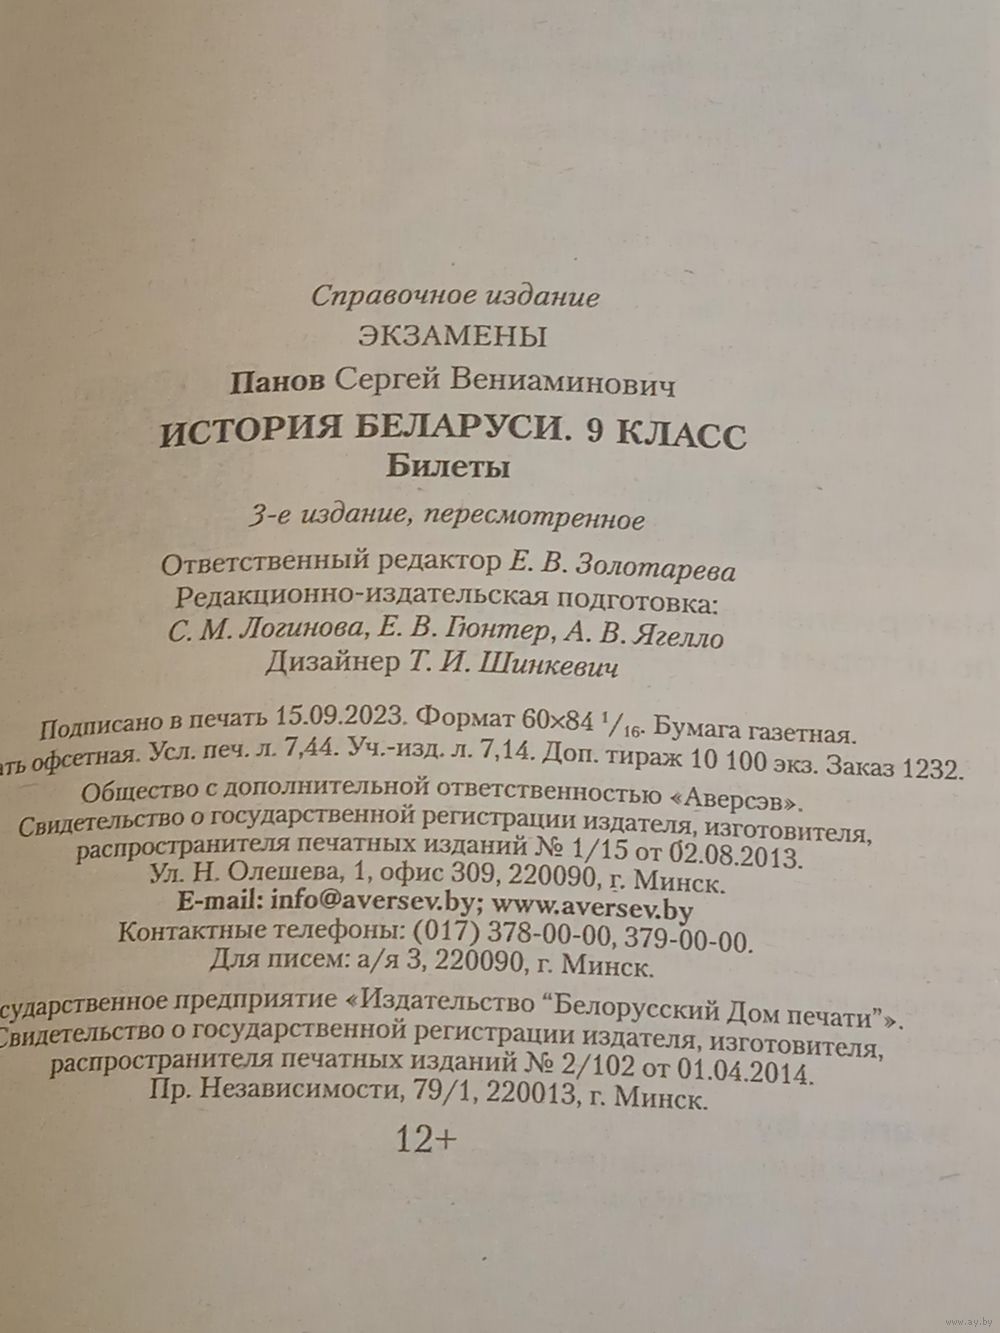 Справочное издание
ЭКЗАМЕНЫ
Панов Сергей Вениаминович
ИСТОРИЯ БЕЛАРУСИ. 9 КЛАСС
Билеты
3-е издание, пересмотренное
Ответственный редактор Е. В. Золотарева
Редакционно-издательская подготовка:
С. М. Логинова, Е. В. Гюнтер, А. В. Ягелло
Дизайнер Т. И. Шинкевич
Подписано в печать 15.09.2023. Формат 60×84 1/16. Бумага газетная.
ать офсетная. Усл. печ. л. 7,44. Уч.-изд. л. 7,14. Доп. тираж 10 100 экз. Заказ 1232.
Общество с дополнительной ответственностью «Аверсэв».
Свидетельство о государственной регистрации издателя, изготовителя,
распространителя печатных изданий № 1/15 от 02.08.2013.
Ул. Н. Олешева, 1, офис 309, 220090, г. Минск.
E-mail: info@aversev.by; www.aversev.by
Контактные телефоны: (017) 378-00-00, 379-00-00.
Для писем: а/я 3, 220090, г. Минск.
сударственное предприятие «Издательство “Белорусский Дом печати”».
Свидетельство о государственной регистрации издателя, изготовителя,
распространителя печатных изданий № 2/102 от 01.04.2014.
Пр. Независимости, 79/1, 220013, г. Минск.
12+
www.ay.by